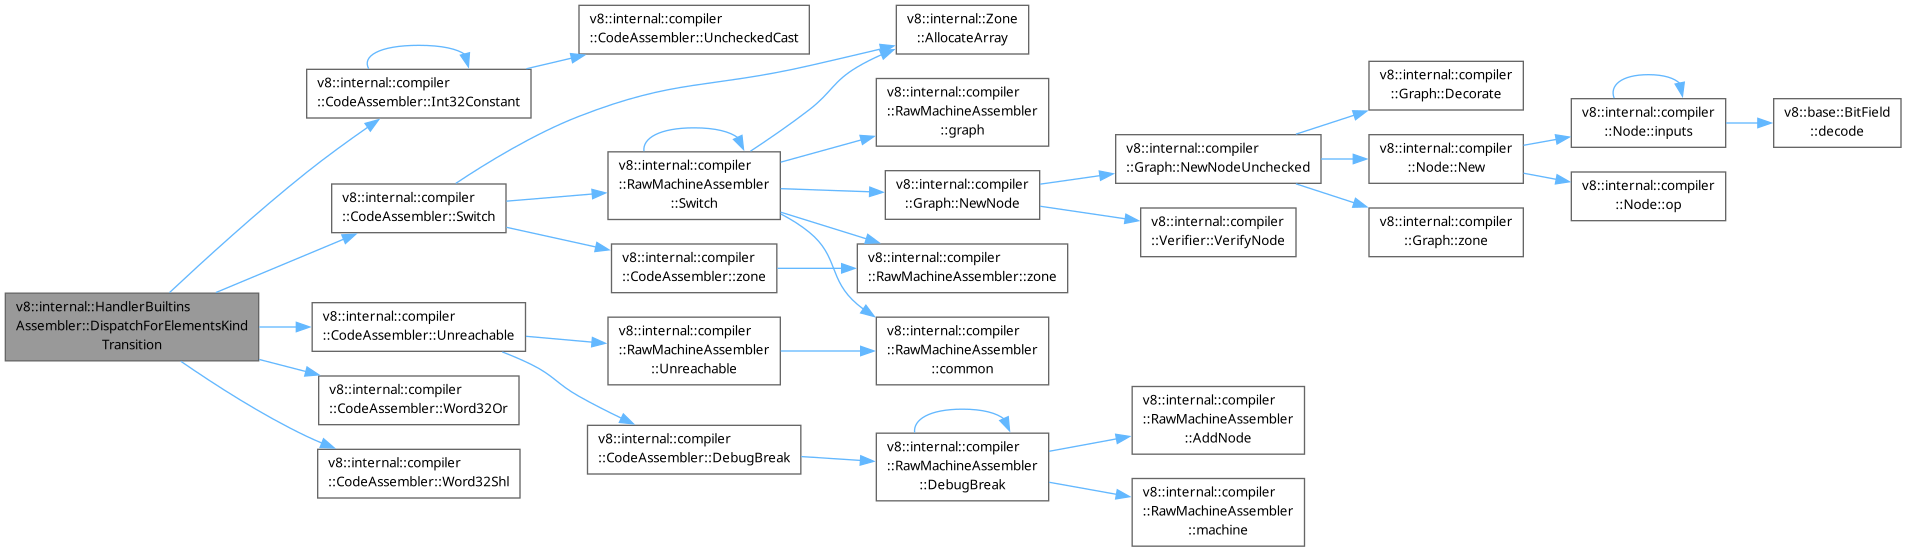 v8::internal::HandlerBuiltins
Assembler::DispatchForElementsKind
Transition
v8::internal::compiler
::CodeAssembler::Int32Constant
v8::internal::compiler
::CodeAssembler::UncheckedCast
v8::internal::compiler
::CodeAssembler::Switch
v8::internal::Zone
::AllocateArray
v8::internal::compiler
::RawMachineAssembler
::Switch
v8::internal::compiler
::RawMachineAssembler
::graph
v8::internal::compiler
::Graph::NewNode
v8::internal::compiler
::Graph::NewNodeUnchecked
v8::internal::compiler
::Graph::Decorate
v8::internal::compiler
::Node::New
v8::internal::compiler
::Node::inputs
v8::base::BitField
::decode
v8::internal::compiler
::Node::op
v8::internal::compiler
::Graph::zone
v8::internal::compiler
::Verifier::VerifyNode
v8::internal::compiler
::CodeAssembler::zone
v8::internal::compiler
::RawMachineAssembler::zone
v8::internal::compiler
::RawMachineAssembler
::common
v8::internal::compiler
::CodeAssembler::Unreachable
v8::internal::compiler
::RawMachineAssembler
::Unreachable
v8::internal::compiler
::CodeAssembler::DebugBreak
v8::internal::compiler
::RawMachineAssembler
::DebugBreak
v8::internal::compiler
::RawMachineAssembler
::AddNode
v8::internal::compiler
::RawMachineAssembler
::machine
v8::internal::compiler
::CodeAssembler::Word32Or
v8::internal::compiler
::CodeAssembler::Word32Shl